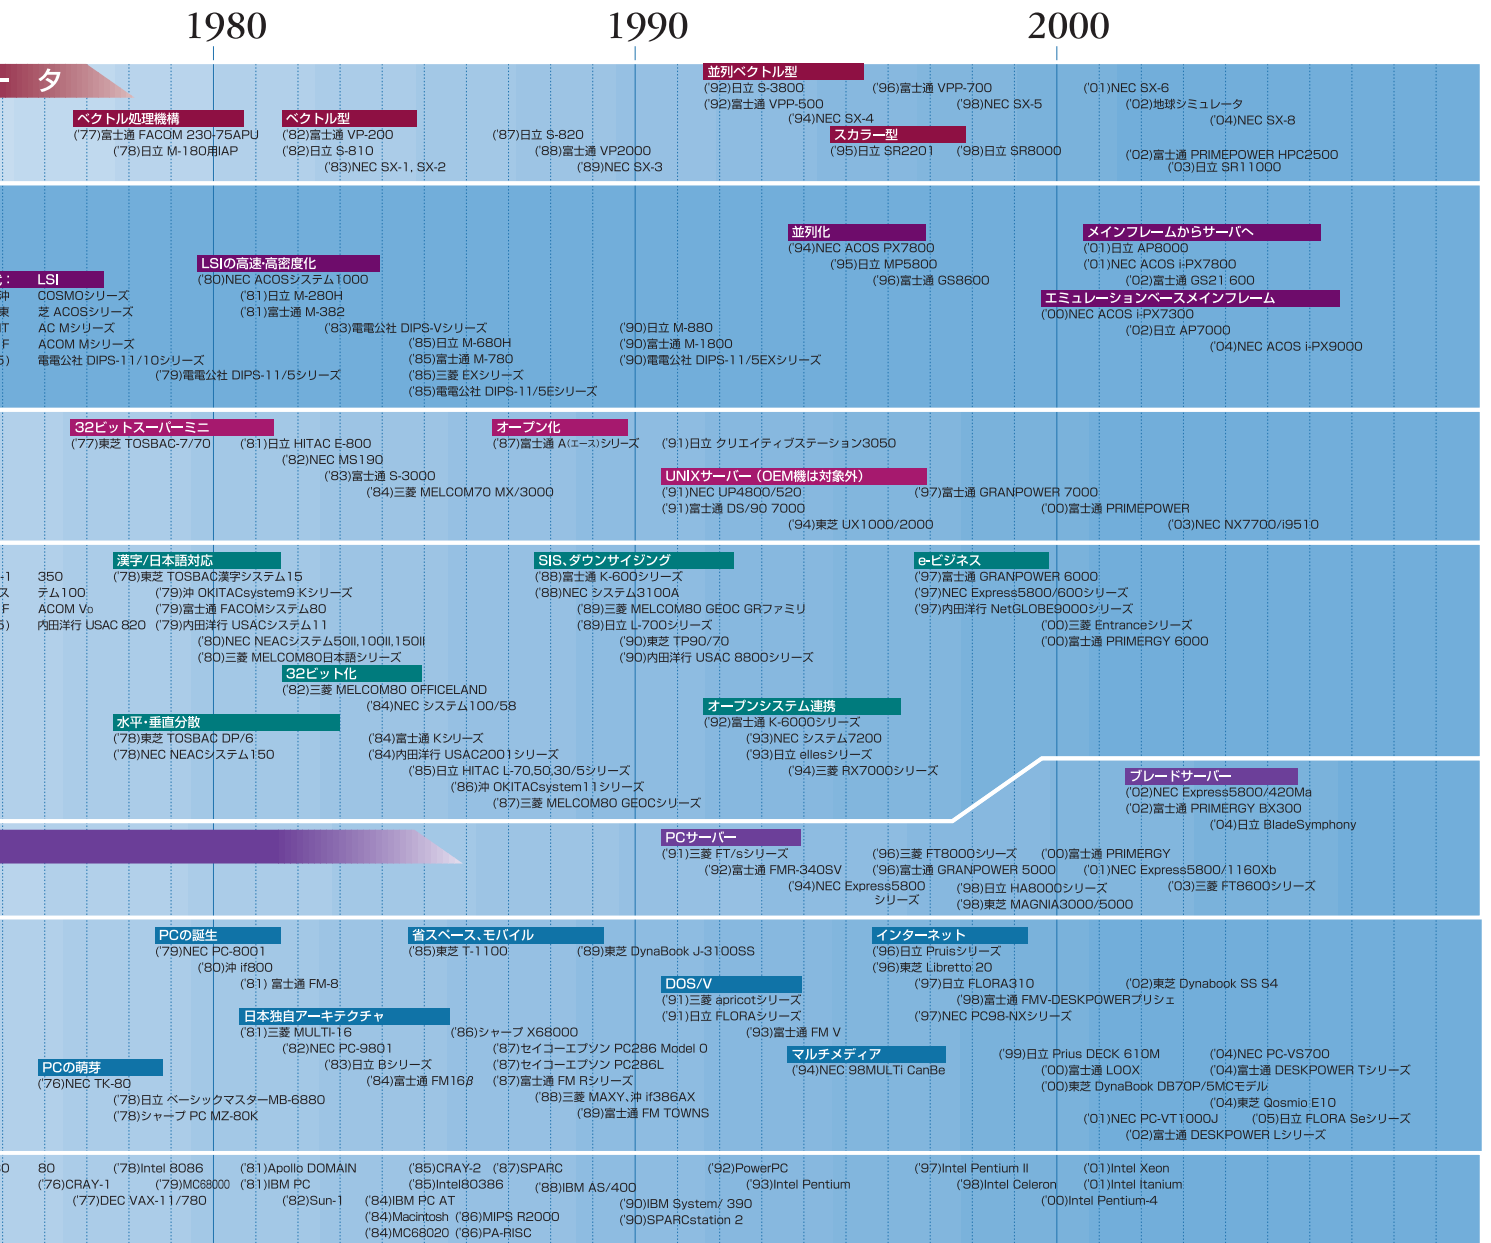 1980
1990
2000
ータ
並列ベクトル型
('92)日立 S-3800
('96)富士通 VPP-700
('01)NEC SX-6
('92)富士通 VPP-500
('98)NEC SX-5
('02)地球シミュレータ
('94)NEC SX-4
('04)NEC SX-8
ベクトル処理機構
('77)富士通 FACOM 230-75APU
('78)日立 M-180用IAP
ベクトル型
('82)富士通 VP-200
('82)日立 S-810
('83)NEC SX-1, SX-2
('87)日立 S-820
('88)富士通 VP2000
('89)NEC SX-3
スカラー型
('95)日立 SR2201
('98)日立 SR8000
('02)富士通 PRIMEPOWER HPC2500
('03)日立 SR11000
LSI
沖 COSMOシリーズ
東芝 ACOSシリーズ
AC Mシリーズ
FACOM Mシリーズ
電電公社 DIPS-11/10シリーズ
('79)電電公社 DIPS-11/5シリーズ
LSIの高速・高密度化
('80)NEC ACOSシステム1000
('81)日立 M-280H
('81)富士通 M-382
('83)電電公社 DIPS-Vシリーズ
('85)日立 M-680H
('85)富士通 M-780
('85)三菱 EXシリーズ
('85)電電公社 DIPS-11/5Eシリーズ
('90)日立 M-880
('90)富士通 M-1800
('90)電電公社 DIPS-11/5EXシリーズ
並列化
('94)NEC ACOS PX7800
('95)日立 MP5800
('96)富士通 GS8600
メインフレームからサーバへ
('01)日立 AP8000
('01)NEC ACOS i-PX7800
('02)富士通 GS21 600
エミュレーションベースメインフレーム
('00)NEC ACOS i-PX7300
('02)日立 AP7000
('04)NEC ACOS i-PX9000
32ビットスーパーミニ
('77)東芝 TOSBAC-7/70
('81)日立 HITAC E-800
('82)NEC MS190
('83)富士通 S-3000
('84)三菱 MELCOM70 MX/3000
オープン化
('87)富士通 A(エース)シリーズ
('91)日立 クリエイティブステーション3050
UNIXサーバー（OEM機は対象外）
('91)NEC UP4800/520
('91)富士通 DS/90 7000
('94)東芝 UX1000/2000
('97)富士通 GRANPOWER 7000
('00)富士通 PRIMEPOWER
('03)NEC NX7700/i9510
-1 350
ステム100
FACOM V0
内田洋行 USAC 820
漢字/日本語対応
('78)東芝 TOSBAC漢字システム15
('79)沖 OKITACsystem9 Kシリーズ
('79)富士通 FACOMシステム80
('79)内田洋行 USACシステム11
('80)NEC NEACシステム50II,100II,150II
('80)三菱 MELCOM80日本語シリーズ
32ビット化
('82)三菱 MELCOM80 OFFICELAND
('84)NEC システム100/58
水平・垂直分散
('78)東芝 TOSBAC DP/6
('78)NEC NEACシステム150
('84)富士通 Kシリーズ
('84)内田洋行 USAC2001シリーズ
('85)日立 HITAC L-70,50,30/5シリーズ
('86)沖 OKITACsystem11シリーズ
('87)三菱 MELCOM80 GEOCシリーズ
SIS、ダウンサイジング
('88)富士通 K-600シリーズ
('88)NEC システム3100A
('89)三菱 MELCOM80 GEOC GRファミリ
('89)日立 L-700シリーズ
('90)東芝 TP90/70
('90)内田洋行 USAC 8800シリーズ
オープンシステム連携
('92)富士通 K-6000シリーズ
('93)NEC システム7200
('93)日立 ellesシリーズ
('94)三菱 RX7000シリーズ
e-ビジネス
('97)富士通 GRANPOWER 6000
('97)NEC Express5800/600シリーズ
('97)内田洋行 NetGLOBE9000シリーズ
('00)三菱 Entranceシリーズ
('00)富士通 PRIMERGY 6000
ブレードサーバー
('02)NEC Express5800/420Ma
('02)富士通 PRIMERGY BX300
('04)日立 BladeSymphony
PCサーバー
('91)三菱 FT/sシリーズ
('92)富士通 FMR-340SV
('94)NEC Express5800
シリーズ
('96)三菱 FT8000シリーズ
('96)富士通 GRANPOWER 5000
('98)日立 HA8000シリーズ
('98)東芝 MAGNIA3000/5000
('00)富士通 PRIMERGY
('01)NEC Express5800/1160Xb
('03)三菱 FT8600シリーズ
PCの誕生
('79)NEC PC-8001
('80)沖 if800
('81) 富士通 FM-8
省スペース、モバイル
('85)東芝 T-1100
('89)東芝 DynaBook J-3100SS
インターネット
('96)日立 Pruisシリーズ
('96)東芝 Libretto 20
('97)日立 FLORA310
('98)富士通 FMV-DESKPOWERプリシェ
('97)NEC PC98-NXシリーズ
('02)東芝 Dynabook SS S4
DOS/V
('91)三菱 apricotシリーズ
('91)日立 FLORAシリーズ
('93)富士通 FM V
日本独自アーキテクチャ
('81)三菱 MULTI-16
('82)NEC PC-9801
('83)日立 Bシリーズ
('84)富士通 FM16β
('86)シャープ X68000
('87)セイコーエプソン PC286 Model 0
('87)セイコーエプソン PC286L
('87)富士通 FM Rシリーズ
('88)三菱 MAXY、沖 if386AX
('89)富士通 FM TOWNS
PCの萌芽
('76)NEC TK-80
('78)日立 ベーシックマスターMB-6880
('78)シャープ PC MZ-80K
マルチメディア
('94)NEC 98MULTi CanBe
('99)日立 Prius DECK 610M
('00)富士通 LOOX
('00)東芝 DynaBook DB70P/5MCモデル
('04)NEC PC-VS700
('04)富士通 DESKPOWER Tシリーズ
('04)東芝 Qosmio E10
('01)NEC PC-VT1000J
('05)日立 FLORA Seシリーズ
('02)富士通 DESKPOWER Lシリーズ
80
('76)CRAY-1
('77)DEC VAX-11/780
('78)Intel 8086
('79)MC68000
('81)Apollo DOMAIN
('81)IBM PC
('82)Sun-1
('84)IBM PC AT
('84)Macintosh
('84)MC68020
('85)CRAY-2
('85)Intel80386
('86)MIPS R2000
('86)PA-RISC
('87)SPARC
('88)IBM AS/400
('90)IBM System/ 390
('90)SPARCstation 2
('92)PowerPC
('93)Intel Pentium
('97)Intel Pentium II
('98)Intel Celeron
('01)Intel Xeon
('01)Intel Itanium
('00)Intel Pentium-4